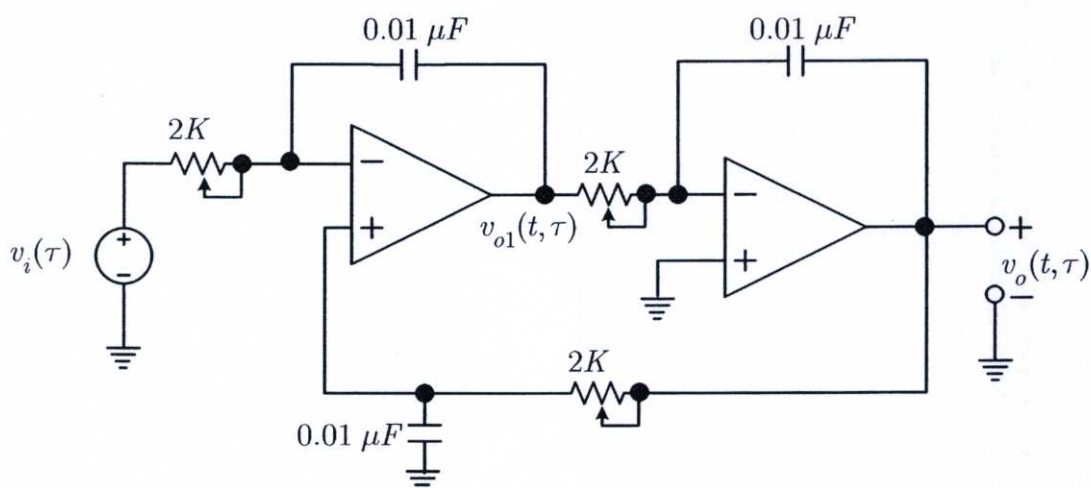 0.01 μF
0.01 μF
2K
2K
−
+
−
+
+
−
v_i(τ)
v_{o1}(t, τ)
+
v_o(t, τ)
−
2K
0.01 μF